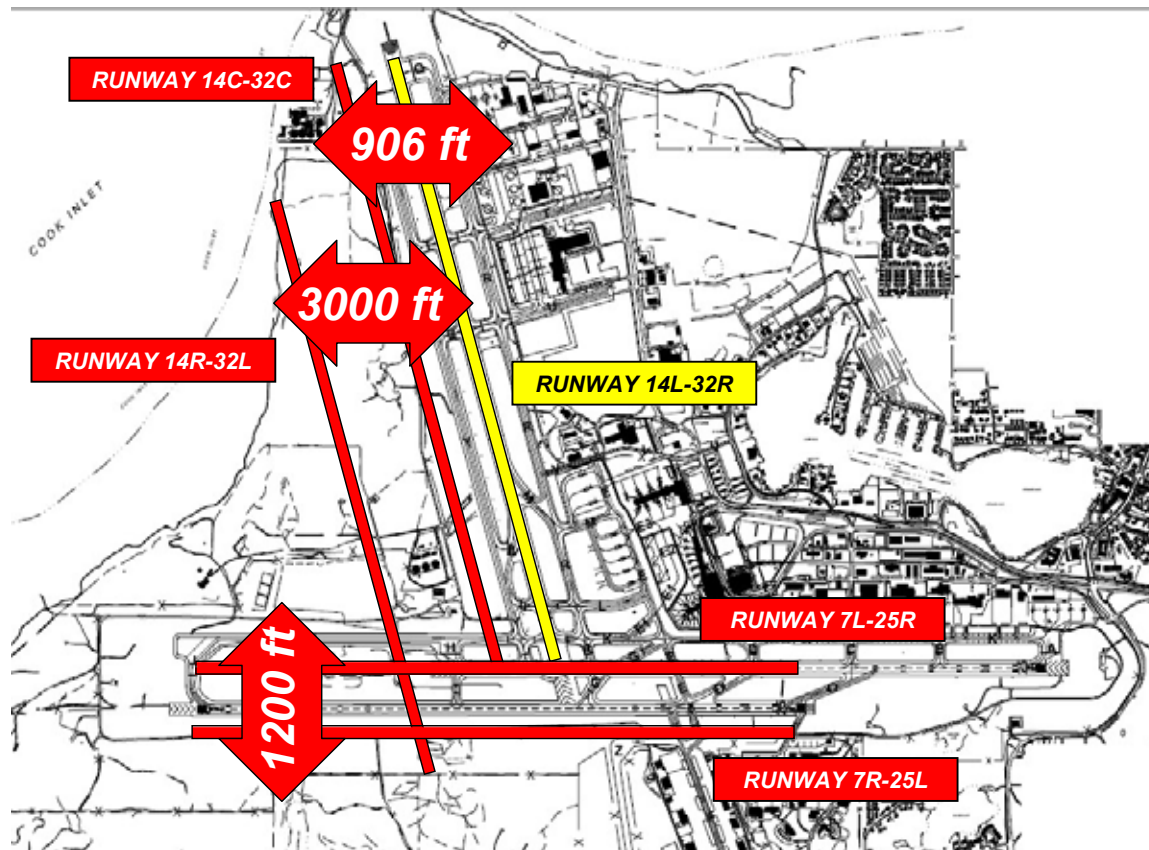 RUNWAY 14C-32C
906 ft
COOK INLET
3000 ft
RUNWAY 14R-32L
RUNWAY 14L-32R
RUNWAY 7L-25R
1200 ft
RUNWAY 7R-25L